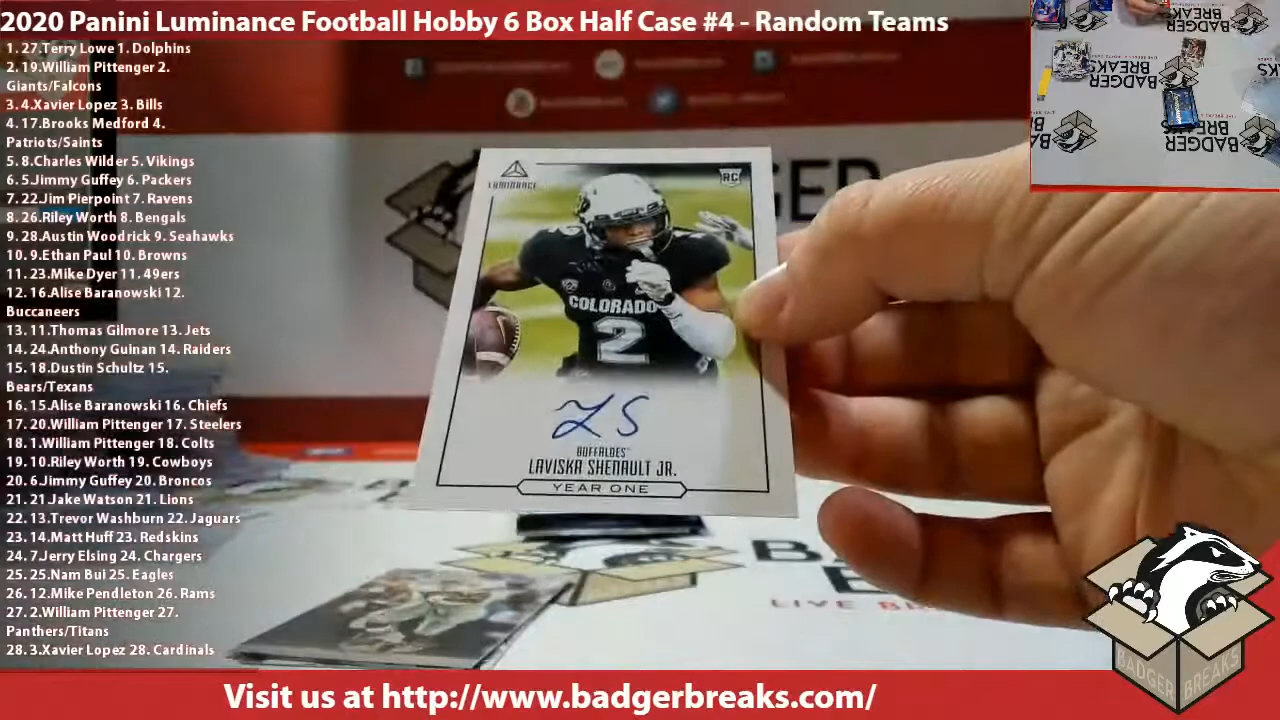 2020 Panini Luminance Football Hobby 6 Box Half Case #4 - Random Teams
1. 27.Terry Lowe 1. Dolphins
2. 19.William Pittenger 2.
Giants/Falcons
3. 4.Xavier Lopez 3. Bills
4. 17.Brooks Medford 4.
Patriots/Saints
5. 8.Charles Wilder 5. Vikings
6. 5.Jimmy Guffey 6. Packers
7. 22.Jim Pierpoint 7. Ravens
8. 26.Riley Worth 8. Bengals
9. 28.Austin Woodrick 9. Seahawks
10. 9.Ethan Paul 10. Browns
11. 23.Mike Dyer 11. 49ers
12. 16.Alise Baranowski 12.
Buccaneers
13. 11.Thomas Gilmore 13. Jets
14. 24.Anthony Guinan 14. Raiders
15. 18.Dustin Schultz 15.
Bears/Texans
16. 15.Alise Baranowski 16. Chiefs
17. 20.William Pittenger 17. Steelers
18. 1.William Pittenger 18. Colts
19. 10.Riley Worth 19. Cowboys
20. 6.Jimmy Guffey 20. Broncos
21. 21.Jake Watson 21. Lions
22. 13.Trevor Washburn 22. Jaguars
23. 14.Matt Huff 23. Redskins
24. 7.Jerry Elsing 24. Chargers
25. 25.Nam Bui 25. Eagles
26. 12.Mike Pendleton 26. Rams
27. 2.William Pittenger 27.
Panthers/Titans
28. 3.Xavier Lopez 28. Cardinals
LUMINANCE
RC
COLORADO
2
LS
BUFFALOES
LAVISKA SHENAULT JR.
YEAR ONE
BADGER
BREAKS
BADGER
BREAKS
LIVE
BADGER BREAKS
Visit us at http://www.badgerbreaks.com/